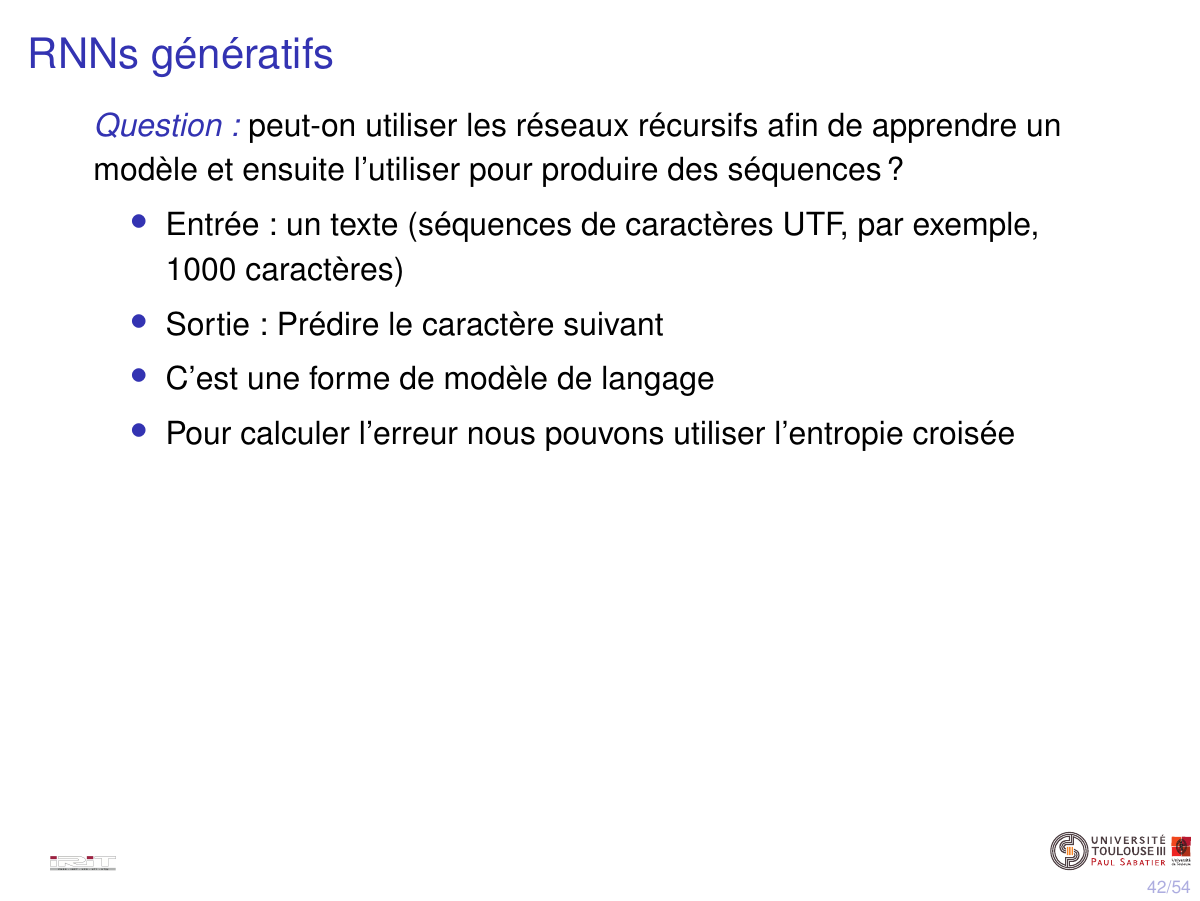 RNNs génératifs
Question : peut-on utiliser les réseaux récursifs afin de apprendre un
modèle et ensuite l'utiliser pour produire des séquences ?
• Entrée : un texte (séquences de caractères UTF, par exemple,
1000 caractères)
• Sortie : Prédire le caractère suivant
• C'est une forme de modèle de langage
• Pour calculer l'erreur nous pouvons utiliser l'entropie croisée
IRIT
UNIVERSITÉ
TOULOUSE III
PAUL SABATIER
42/54